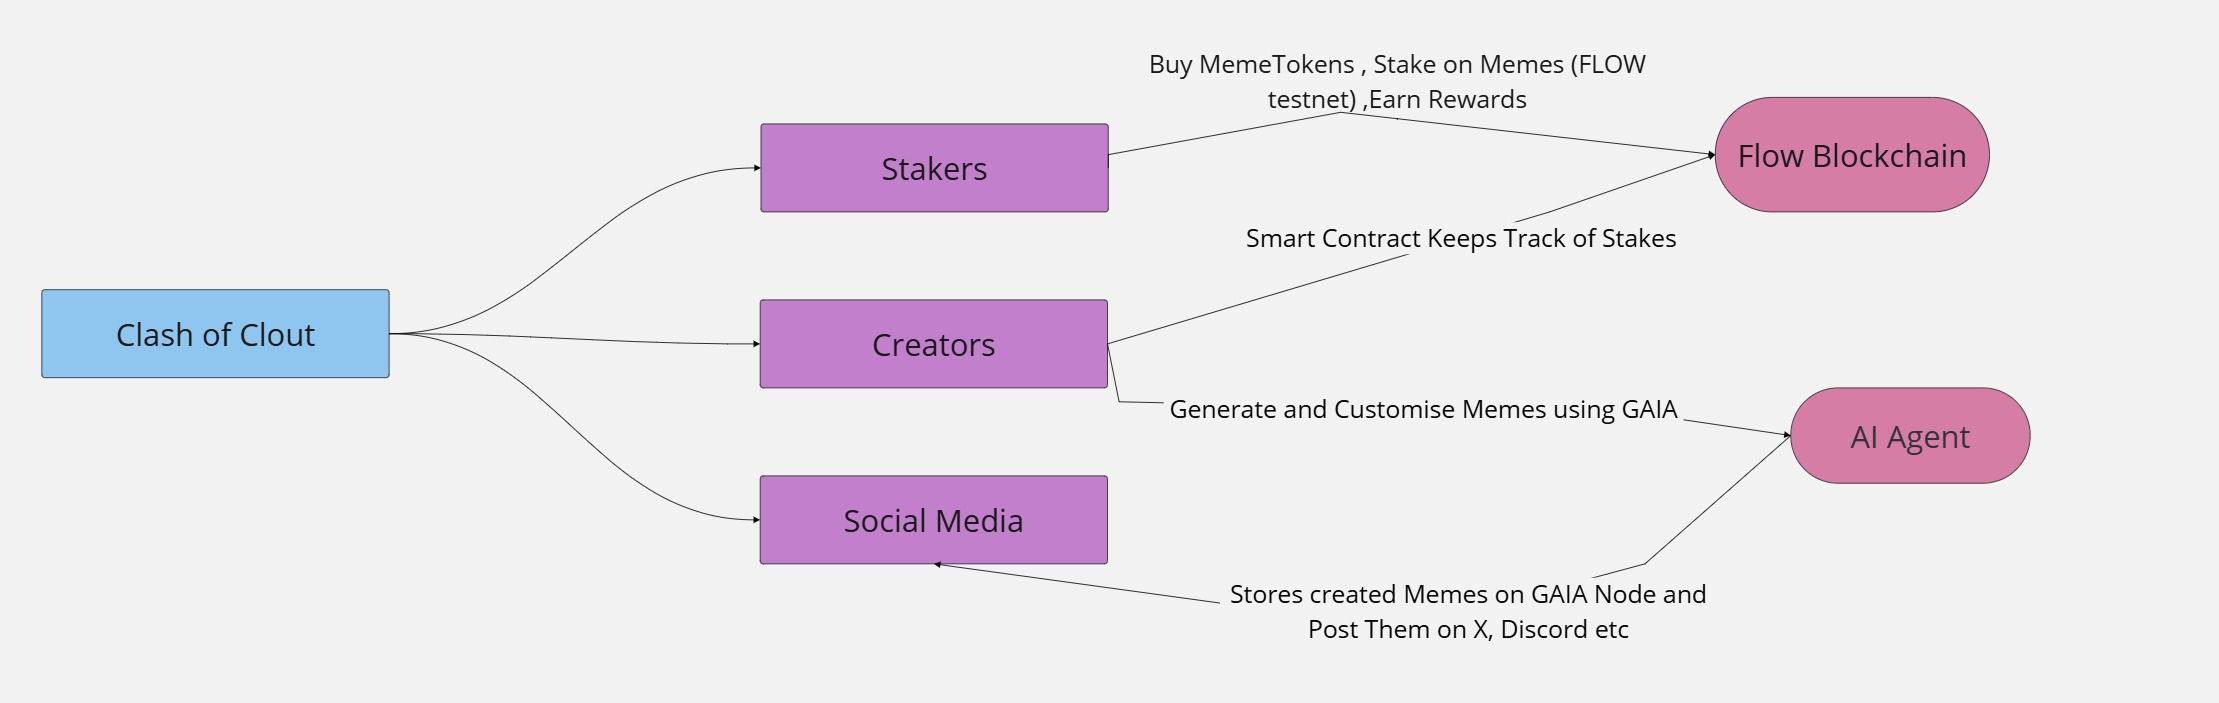 Buy MemeTokens , Stake on Memes (FLOW
testnet) ,Earn Rewards
Flow Blockchain
Stakers
Smart Contract Keeps Track of Stakes
Clash of Clout
Creators
Generate and Customise Memes using GAIA
AI Agent
Social Media
Stores created Memes on GAIA Node and
Post Them on X, Discord etc